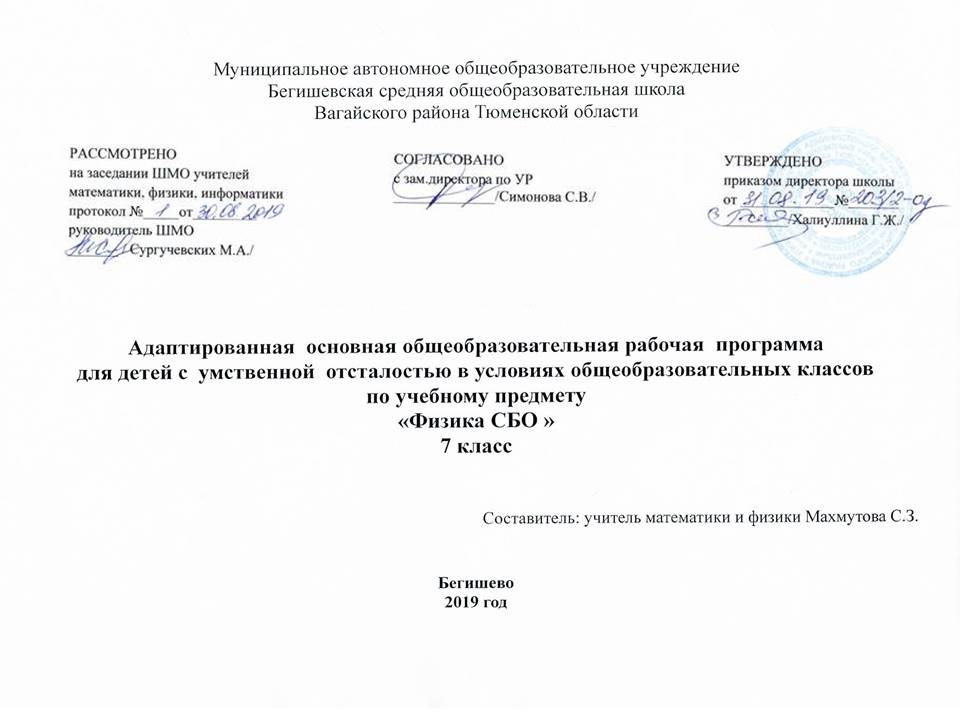 Муниципальное автономное общеобразовательное учреждение
Бегишевская средняя общеобразовательная школа
Вагайского района Тюменской области
РАССМОТРЕНО
на заседании ШМО учителей
математики, физики, информатики
протокол № 1 от 30.08.2019
руководитель ШМО
/Сургучевских М.А./
СОГЛАСОВАНО
с зам.директора по УР
/Симонова С.В./
УТВЕРЖДЕНО
приказом директора школы
от 31.08.19 № 203/2-од
/Халиуллина Г.Ж./
Адаптированная основная общеобразовательная рабочая программа
для детей с умственной отсталостью в условиях общеобразовательных классов
по учебному предмету
«Физика СБО »
7 класс
Составитель: учитель математики и физики Махмутова С.З.
Бегишево
2019 год